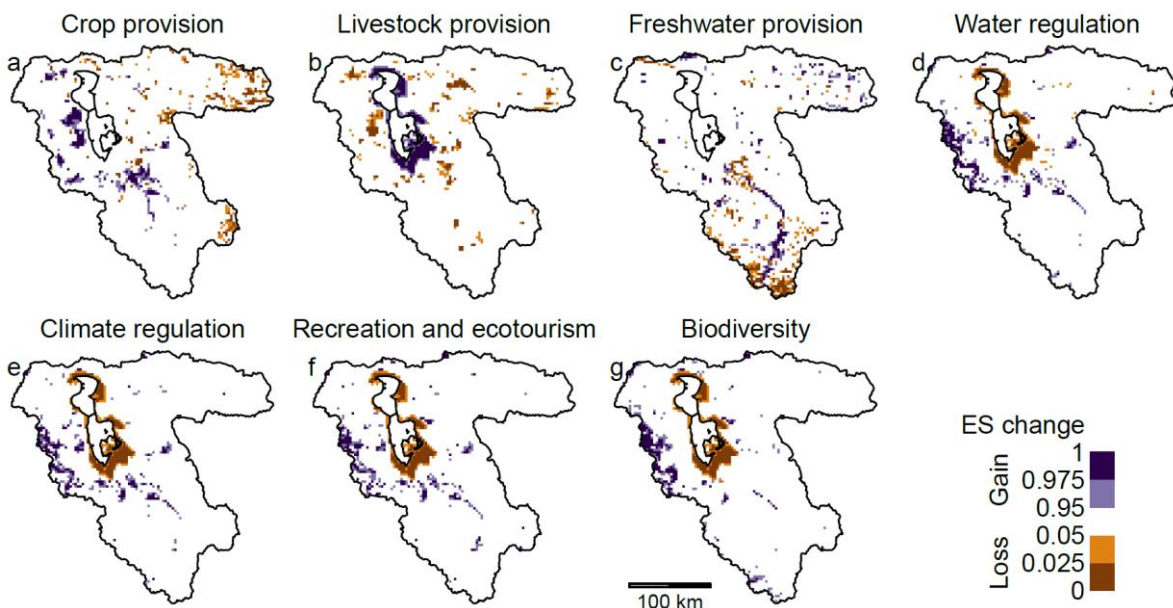 Crop provision
Livestock provision
Freshwater provision
Water regulation
a
b
c
d
Climate regulation
Recreation and ecotourism
Biodiversity
e
f
g
ES change
Gain
1
0.975
0.95
Loss
0.05
0.025
0
100 km